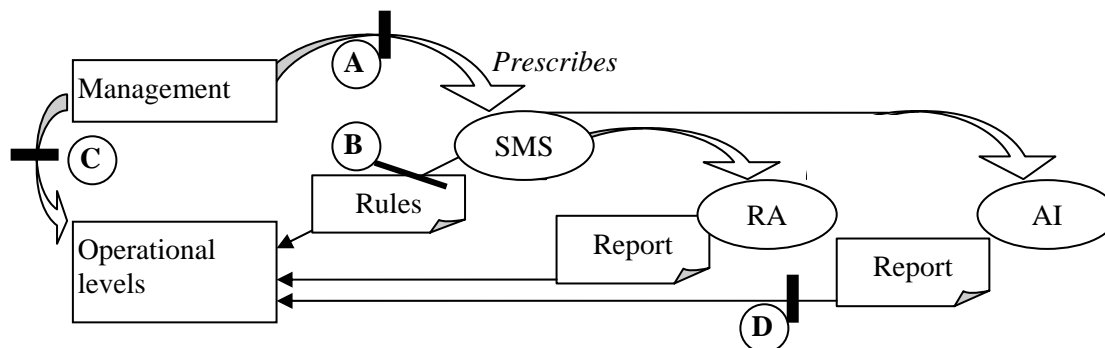 A
Prescribes
Management
B
SMS
C
Rules
RA
AI
Operational
levels
Report
Report
D